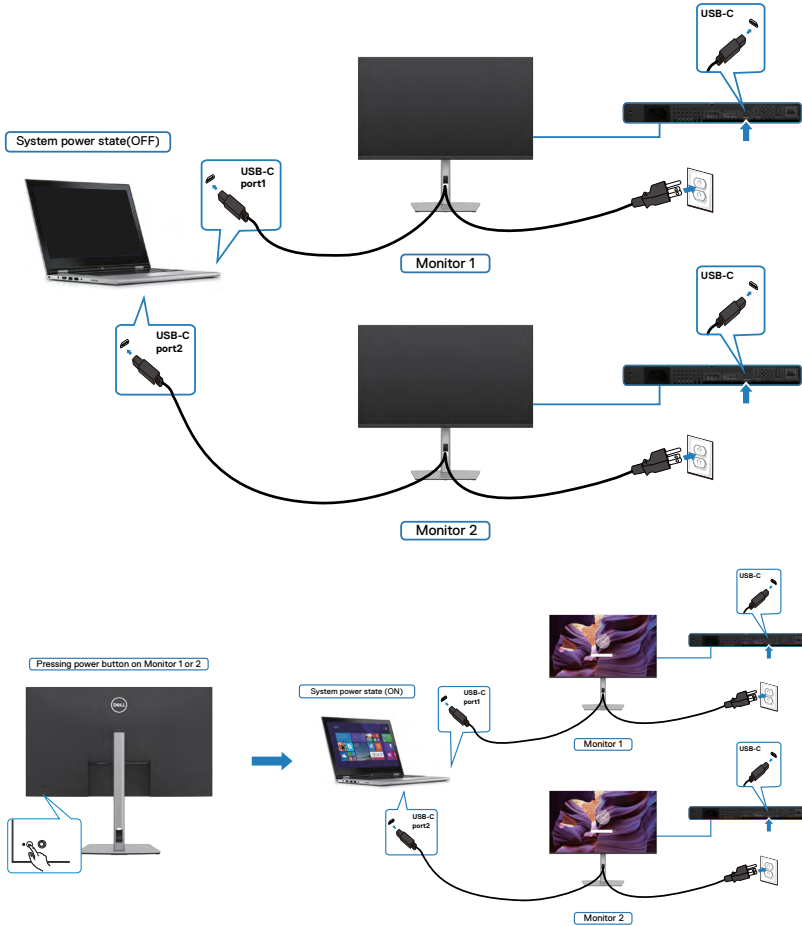 USB-C
System power state(OFF)
USB-C
port1
Monitor 1
USB-C
USB-C
port2
Monitor 2
USB-C
Pressing power button on Monitor 1 or 2
DELL
System power state (ON)
USB-C
port1
Monitor 1
USB-C
USB-C
port2
Monitor 2